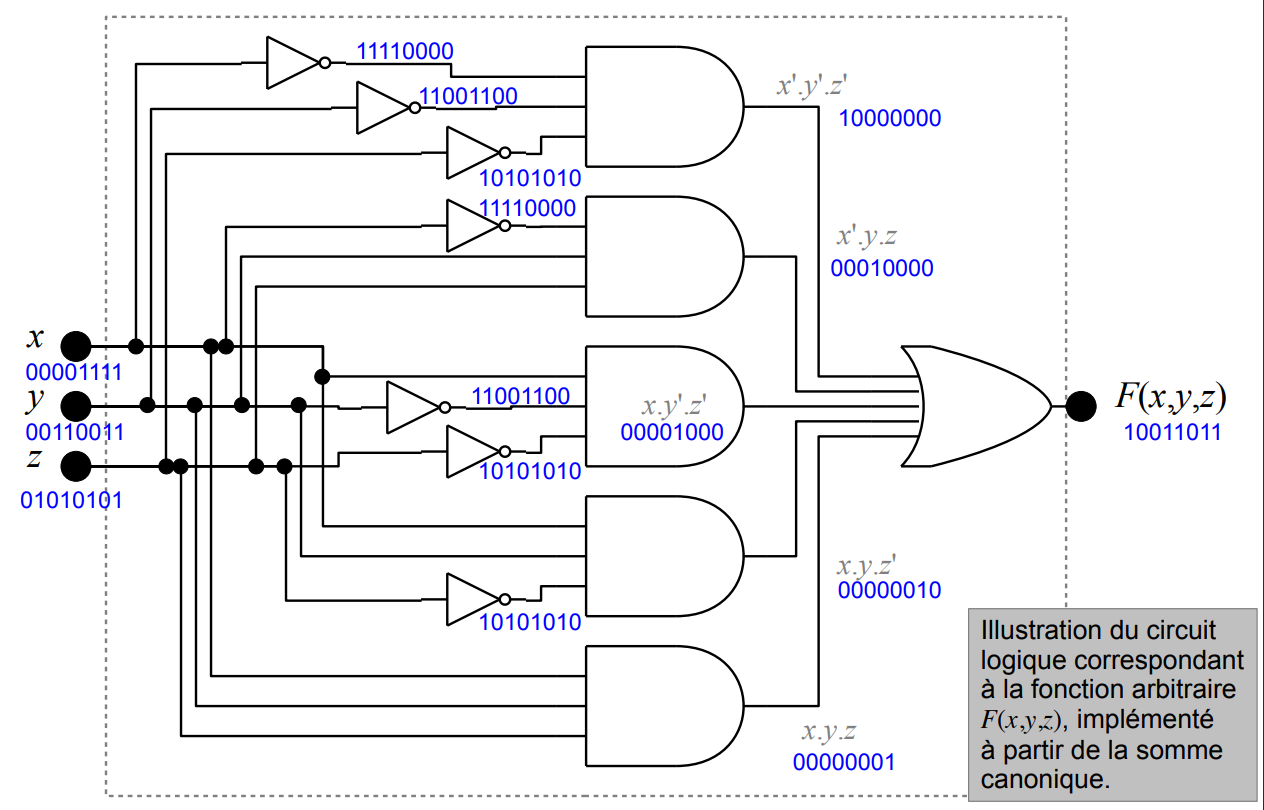 11110000
x'.y'.z'
11001100
10000000
10101010
11110000
x'.y.z
00010000
x
00001111
y
00110011
z
01010101
11001100
x.y'.z'
00001000
10101010
F(x,y,z)
10011011
x.y.z'
00000010
10101010
x.y.z
00000001
Illustration du circuit
logique correspondant
à la fonction arbitraire
F(x,y,z), implémenté
à partir de la somme
canonique.